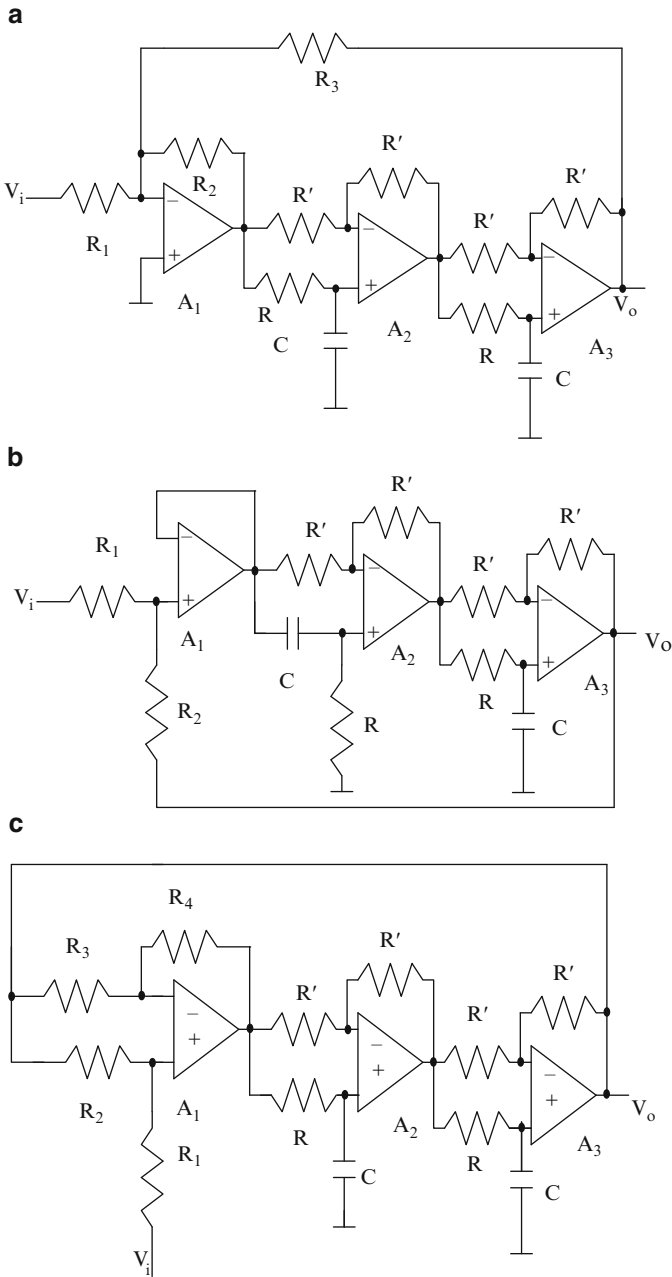 a
R3
R'
R'
Vi
R2
R'
R'
R1
A1
R
C
A2
R
C
A3
Vo
−
+
−
+
−
+
b
R'
R'
R1
R'
R'
Vi
A1
C
A2
R
A3
Vo
R2
R
C
−
+
−
+
−
+
c
R4
R3
R'
R'
R'
R'
R2
A1
R
A2
R
A3
Vo
R1
C
C
Vi
−
+
−
+
−
+